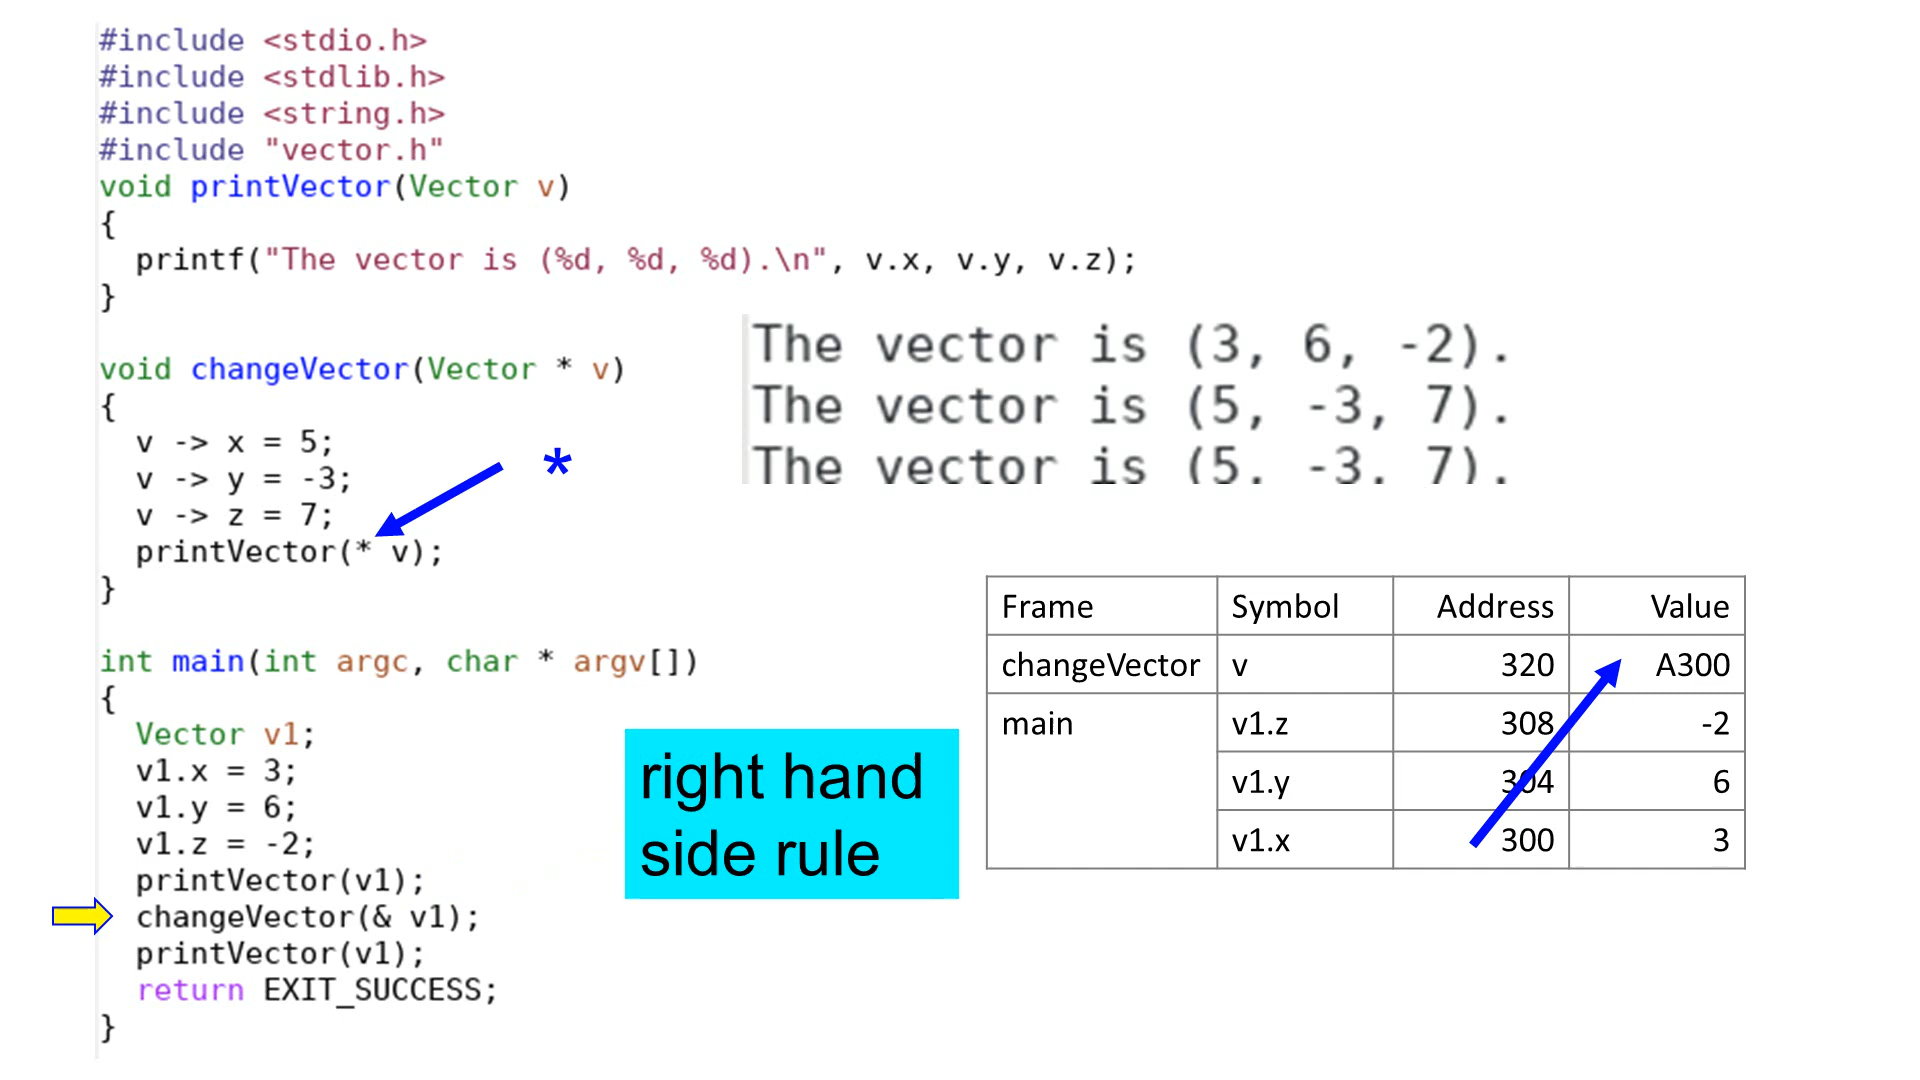 #include <stdio.h>
#include <stdlib.h>
#include <string.h>
#include "vector.h"
void printVector(Vector v)
{
  printf("The vector is (%d, %d, %d).\n", v.x, v.y, v.z);
}
void changeVector(Vector * v)
{
  v -> x = 5;
  v -> y = -3;
  v -> z = 7;
  printVector(* v);
}
int main(int argc, char * argv[])
{
  Vector v1;
  v1.x = 3;
  v1.y = 6;
  v1.z = -2;
  printVector(v1);
  changeVector(& v1);
  printVector(v1);
  return EXIT_SUCCESS;
}
*
The vector is (3, 6, -2).
The vector is (5, -3, 7).
The vector is (5, -3, 7).
right hand
side rule
Frame Symbol Address Value
changeVector v 320 A300
main v1.z 308 -2
v1.y 304 6
v1.x 300 3